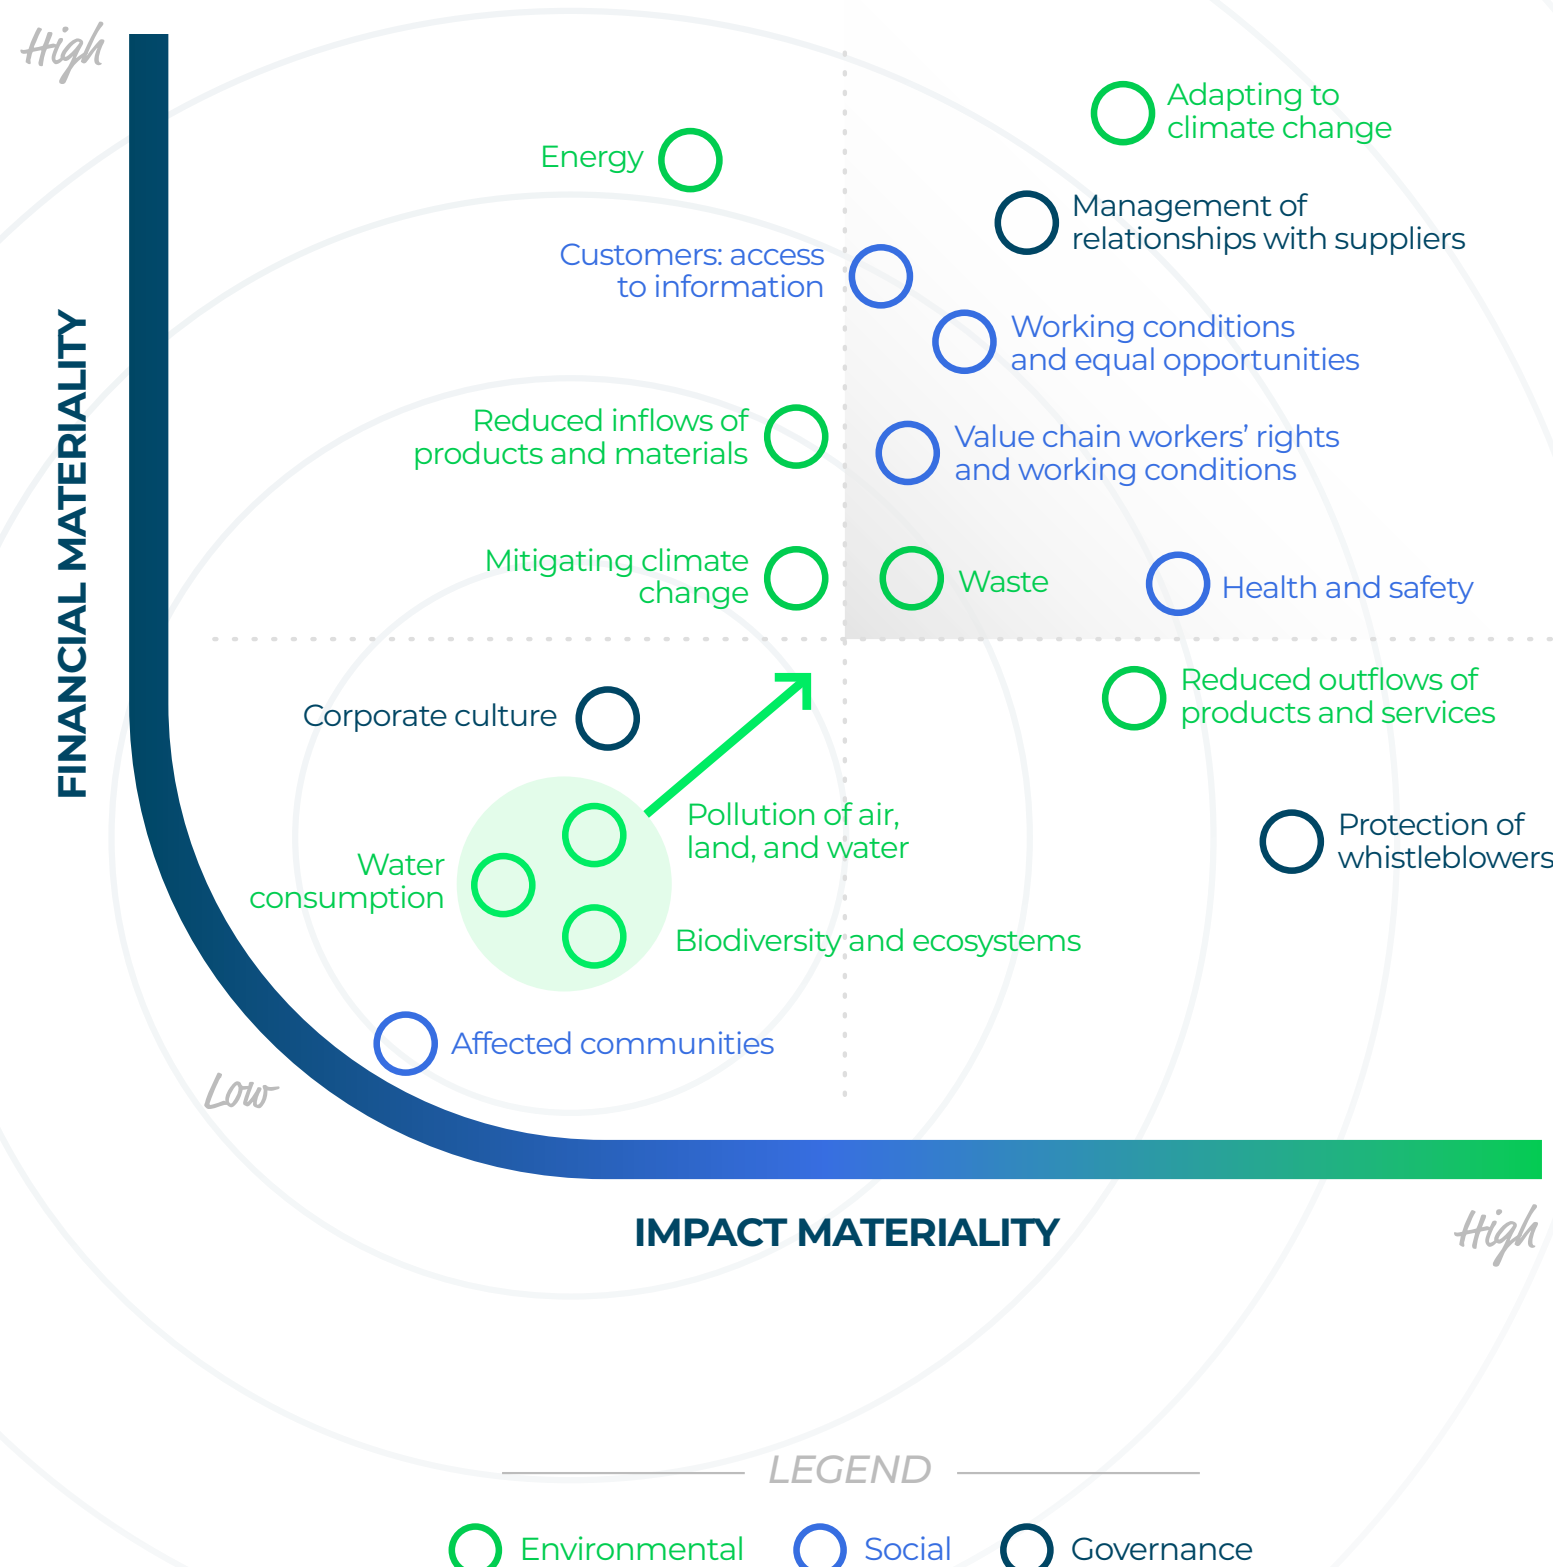 High
Adapting to
climate change
Energy
Management of
relationships with suppliers
Customers: access
to information
Working conditions
and equal opportunities
FINANCIAL MATERIALITY
Reduced inflows of
products and materials
Value chain workers’ rights
and working conditions
Mitigating climate
change
Waste
Health and safety
Reduced outflows of
products and services
Corporate culture
Pollution of air,
land, and water
Protection of
whistleblowers
Water
consumption
Biodiversity and ecosystems
Affected communities
Low
IMPACT MATERIALITY
High
LEGEND
Environmental
Social
Governance